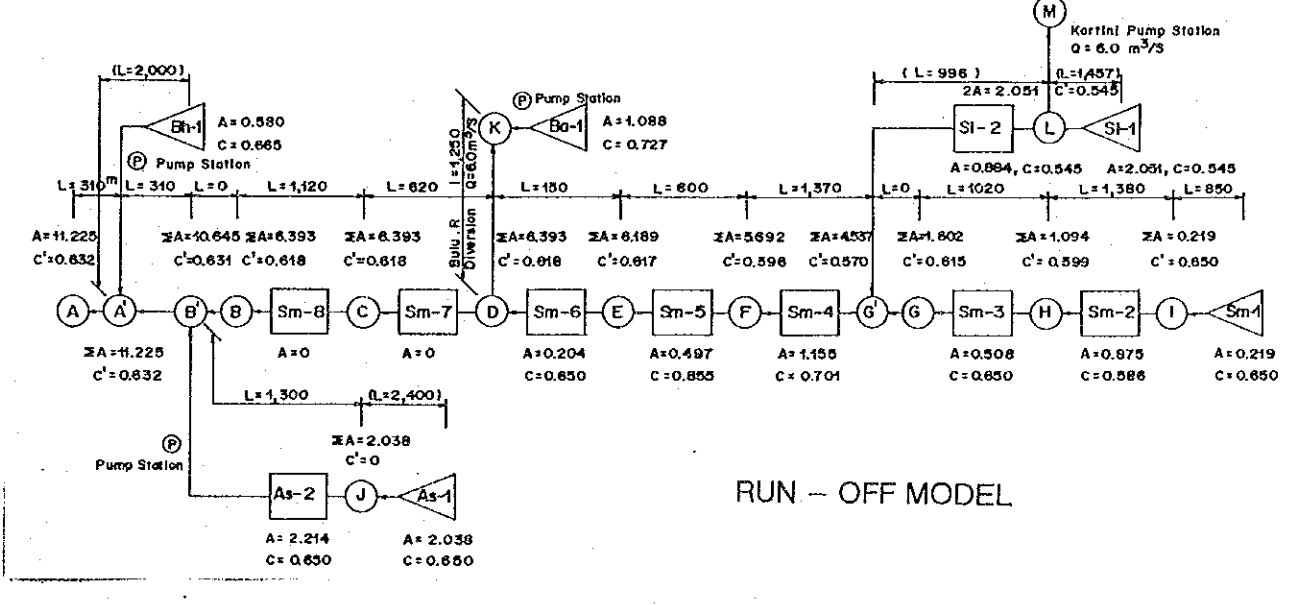 M
Kartini Pump Station
Q = 6.0 m³/S
(L=2,000)
( L= 996 )
(L=1,457)
2A= 2.051
C'=0.545
Bh-1
A = 0.580
C = 0.665
P Pump Station
K
P Pump Station
Ba-1
A = 1.088
C = 0.727
Sl-2
L
Sl-1
A=0.884, C=0.545
A=2.051, C=0.545
l=1,250
Q=6.0m³/S
Bulu. R
Diversion
L=310m
L= 310
L=0
L=1,120
L=620
L=150
L=600
L=1,370
L=0
L=1020
L=1,380
L=850
A=11.225
C'=0.632
ΣA=10.645
C'=0.631
ΣA=6.393
C'=0.618
ΣA=6.393
C'=0.618
ΣA=6.393
C'=0.618
ΣA=6.189
C'=0.617
ΣA=5.692
C'=0.596
ΣA=4.537
C'=0.570
ΣA=1.602
C'=0.615
ΣA=1.094
C'=0.599
ΣA=0.219
C'=0.650
A
A'
B'
B
Sm-8
C
Sm-7
D
Sm-6
E
Sm-5
F
Sm-4
G'
G
Sm-3
H
Sm-2
I
Sm-1
ΣA=11.225
C'=0.632
A=0
A=0
A=0.204
C=0.650
A=0.497
C=0.855
A=1.155
C= 0.701
A=0.508
C=0.650
A=0.875
C=0.586
A=0.219
C=0.650
L=1,300
(L=2,400)
ΣA=2.038
C'=0
P
Pump Station
As-2
J
As-1
A= 2.214
C= 0.650
A= 2.038
C= 0.650
RUN - OFF MODEL